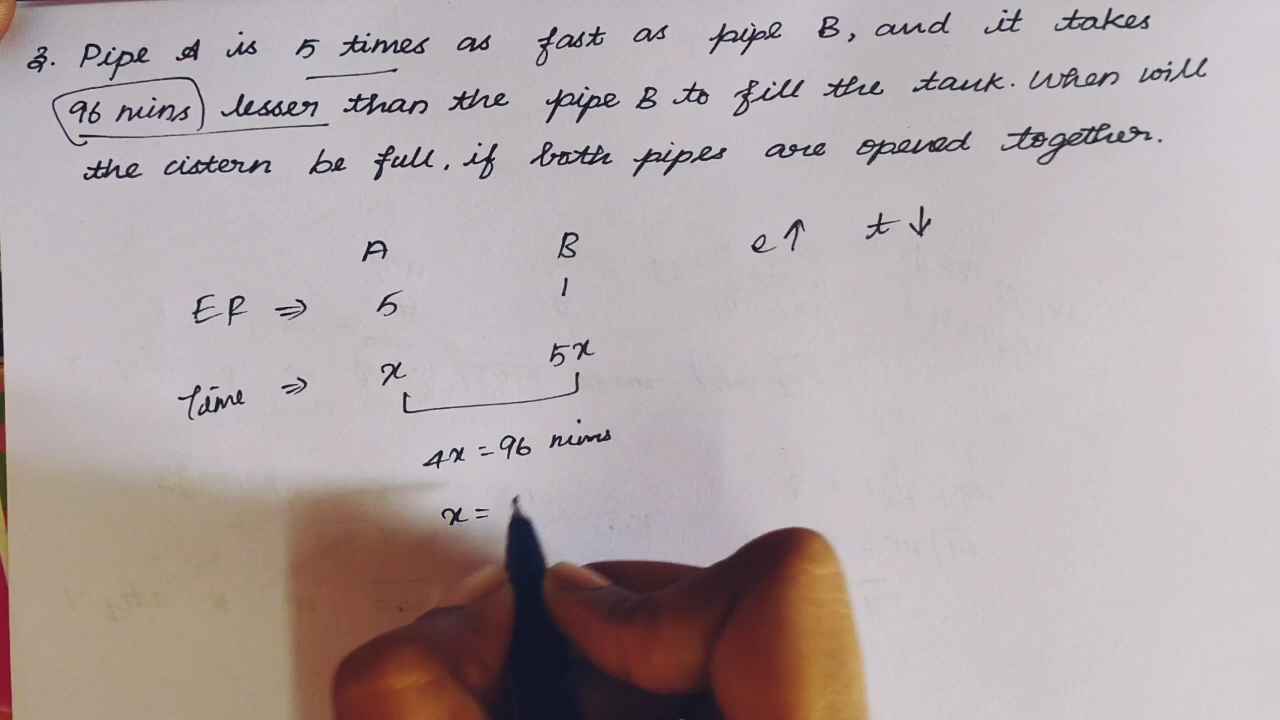 Q. Pipe A is 5 times as fast as pipe B, and it takes
96 mins lesser than the pipe B to fill the tank. When will
the cistern be full, if both pipes are opened together.
A B e↑ t↓
EF ⇒ 5 1
Time ⇒ x 5x
4x = 96 mins
x =